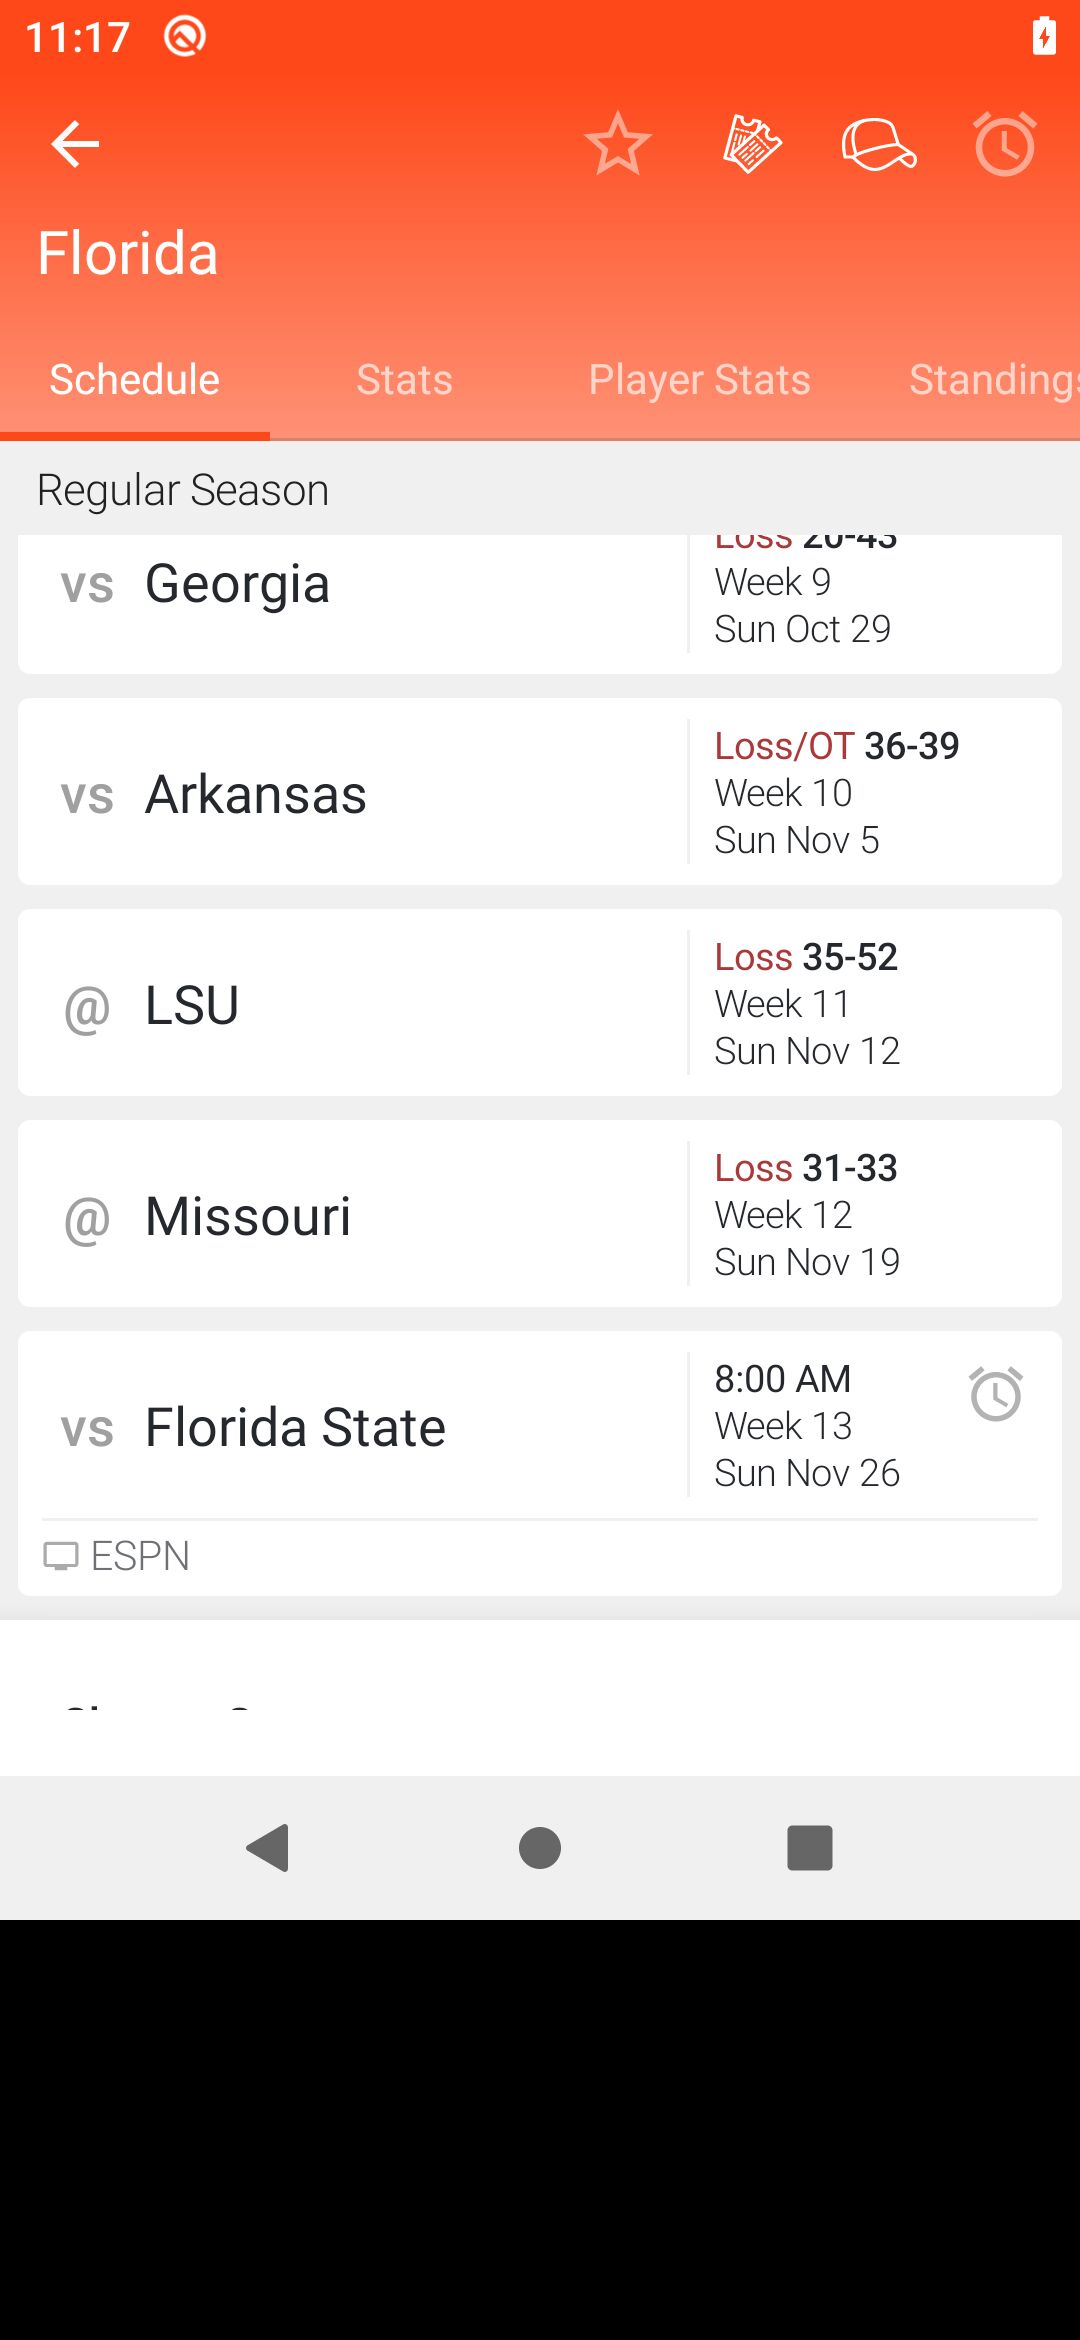 11:17
Florida
Schedule Stats Player Stats Standings
Regular Season
vs Georgia
Loss 20-43
Week 9
Sun Oct 29
vs Arkansas
Loss/OT 36-39
Week 10
Sun Nov 5
@ LSU
Loss 35-52
Week 11
Sun Nov 12
@ Missouri
Loss 31-33
Week 12
Sun Nov 19
vs Florida State
8:00 AM
Week 13
Sun Nov 26
ESPN